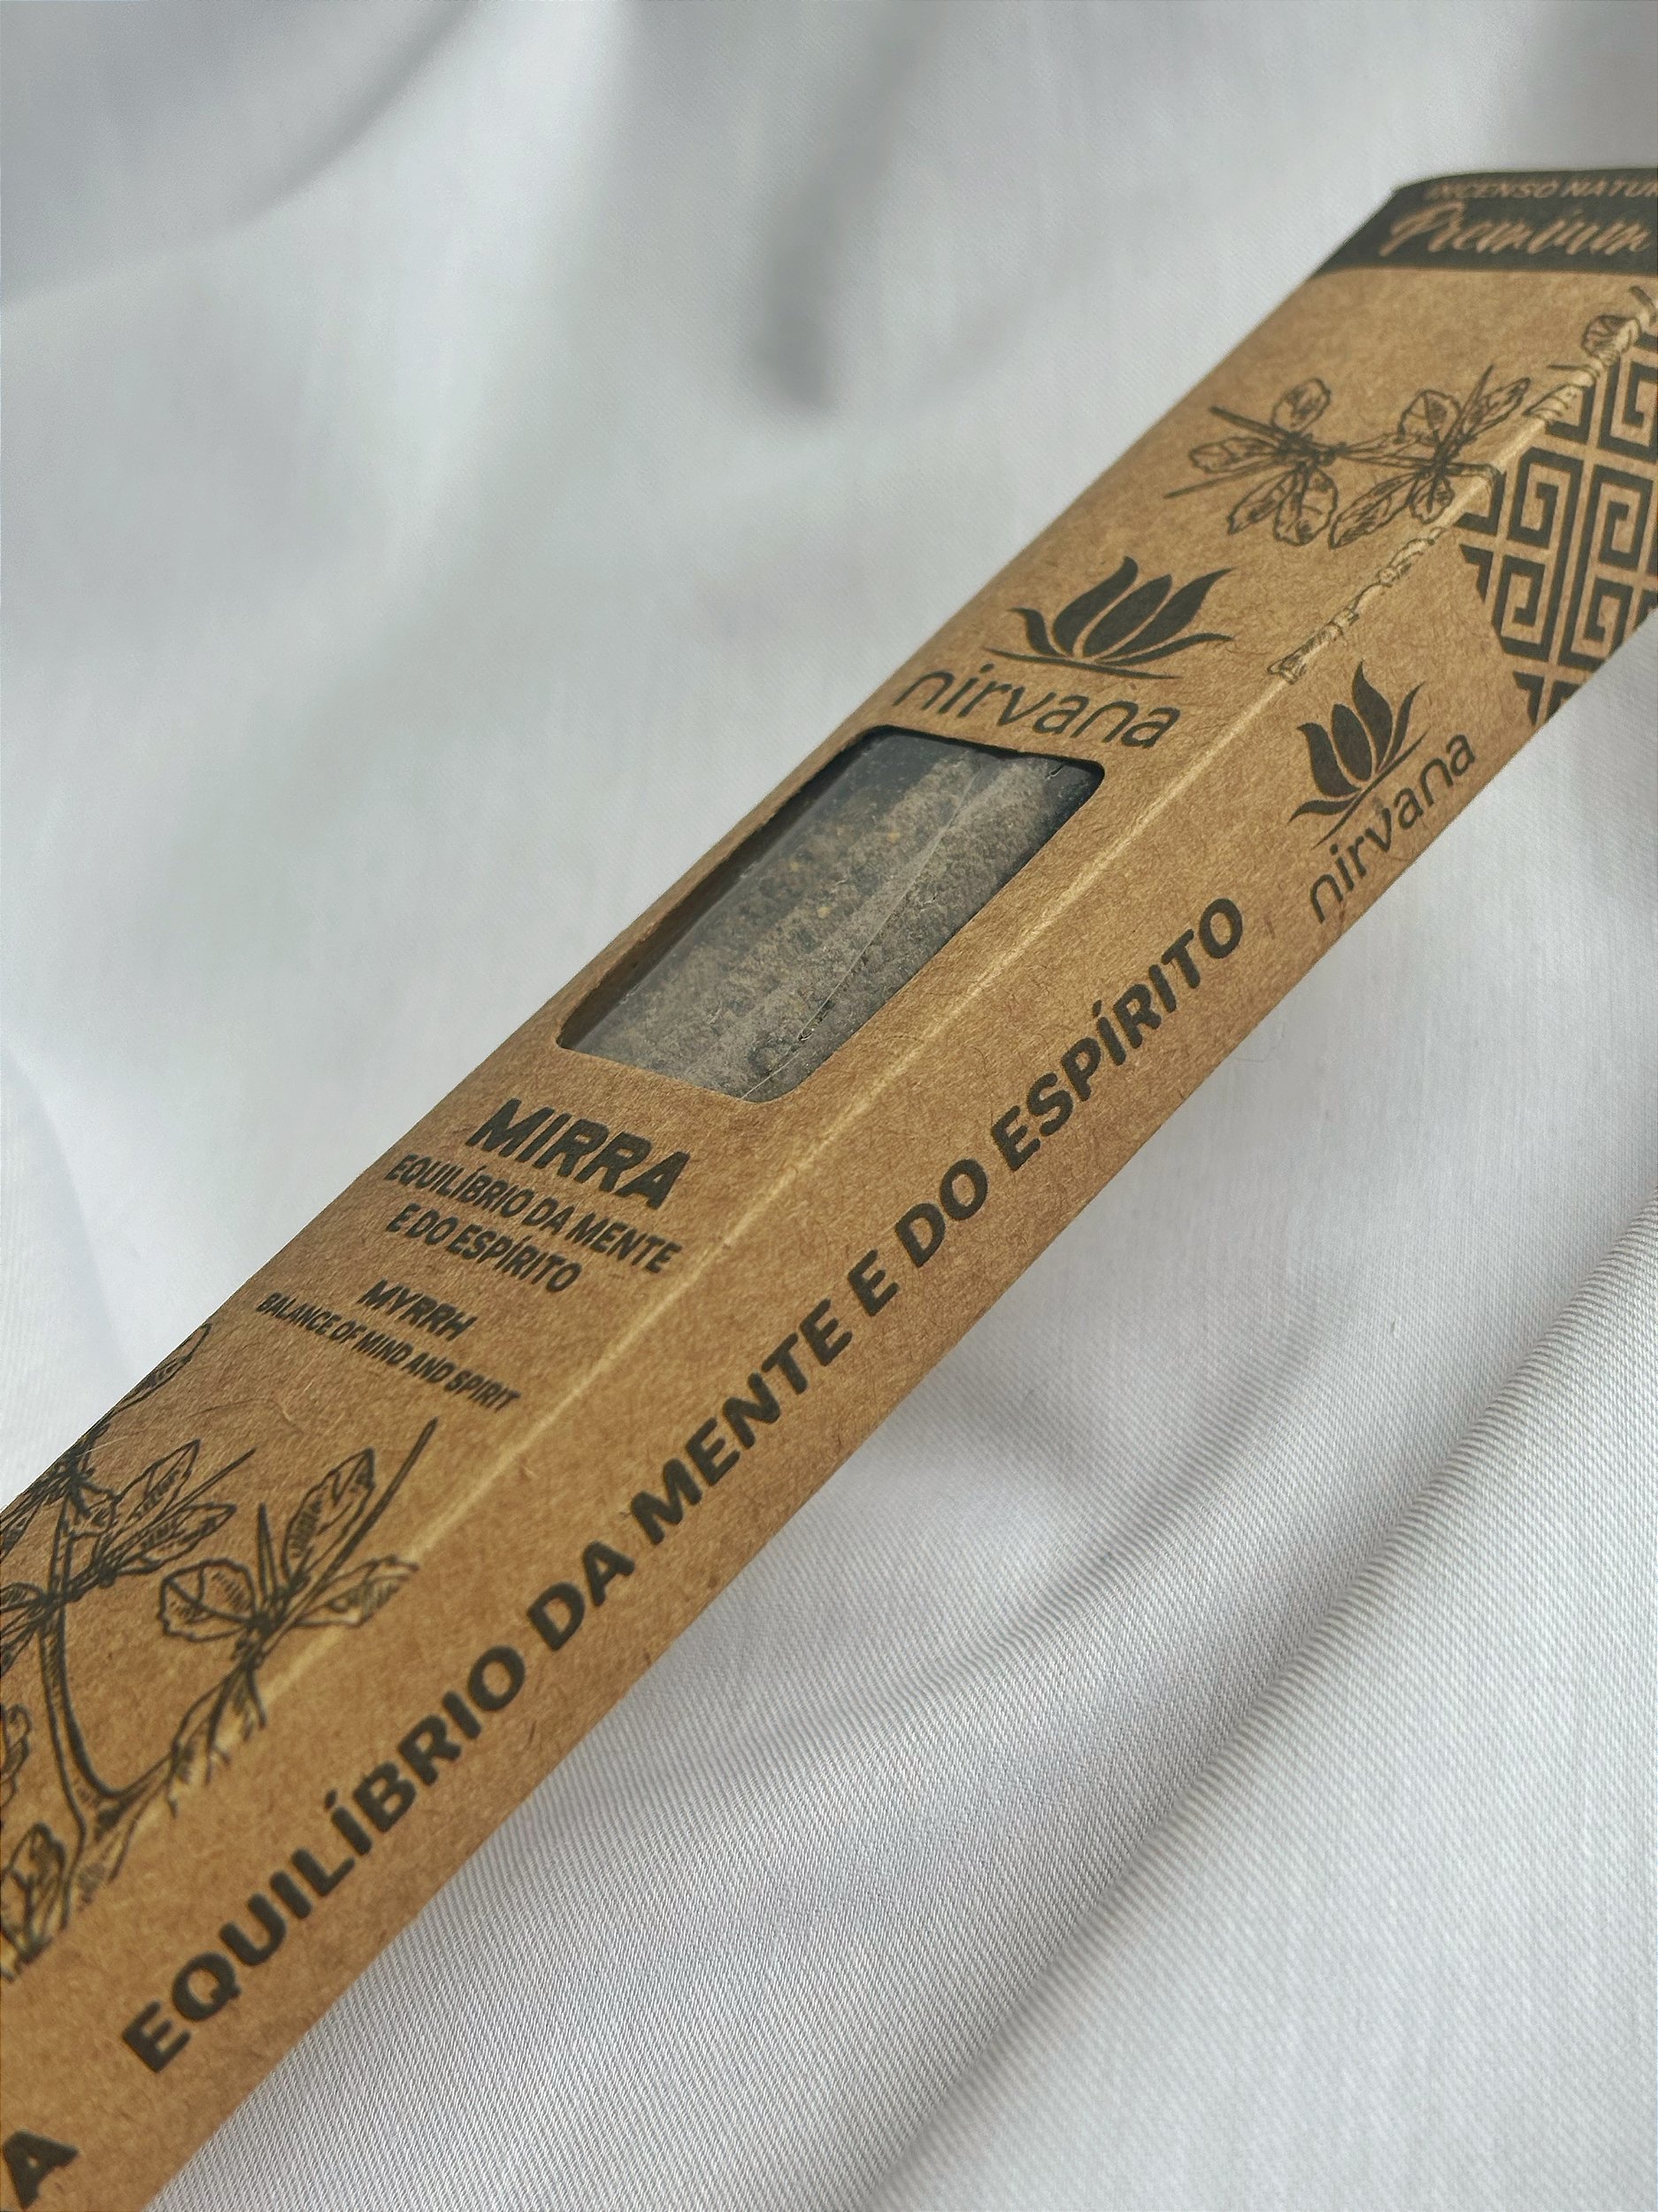 INCENSO
Premium
nirvana
MIRRA
EQUILÍBRIO DA MENTE
E DO ESPÍRITO
MYRRH
BALANCE OF MIND AND SPIRIT
nirvana
EQUILÍBRIO DA MENTE E DO ESPÍRITO